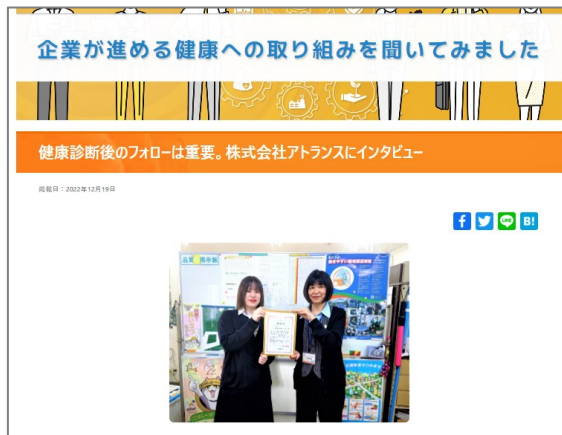 企業が進める健康への取り組みを聞いてみました
健康診断後のフォローは重要。株式会社アトランスにインタビュー
掲載日：2022年12月19日
f
LINE
B!